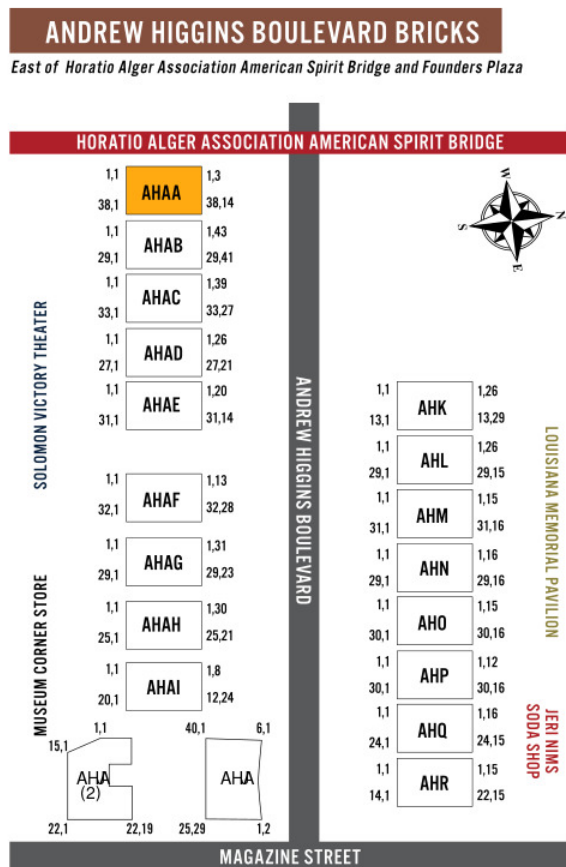 ANDREW HIGGINS BOULEVARD BRICKS
East of Horatio Alger Association American Spirit Bridge and Founders Plaza
HORATIO ALGER ASSOCIATION AMERICAN SPIRIT BRIDGE
W
N
S
E
1,1 1,3
AHAA
38,1 38,14
1,1 1,43
AHAB
29,1 29,41
1,1 1,39
AHAC
33,1 33,27
1,1 1,26
AHAD
27,1 27,21
1,1 1,20
AHAE
31,1 31,14
1,1 1,13
AHAF
32,1 32,28
1,1 1,31
AHAG
29,1 29,23
1,1 1,30
AHAH
25,1 25,21
1,1 1,8
AHAI
20,1 12,24
1,1
15,1
AHA
(2)
22,1 22,19
40,1 6,1
AHA
25,29 1,2
SOLOMON VICTORY THEATER
MUSEUM CORNER STORE
ANDREW HIGGINS BOULEVARD
1,1 1,26
AHK
13,1 13,29
1,1 1,26
AHL
29,1 29,15
1,1 1,15
AHM
31,1 31,16
1,1 1,16
AHN
29,1 29,16
1,1 1,15
AHO
30,1 30,16
1,1 1,12
AHP
30,1 30,16
1,1 1,16
AHQ
24,1 24,15
1,1 1,15
AHR
14,1 22,15
LOUISIANA MEMORIAL PAVILION
JERI NIMS
SODA SHOP
MAGAZINE STREET